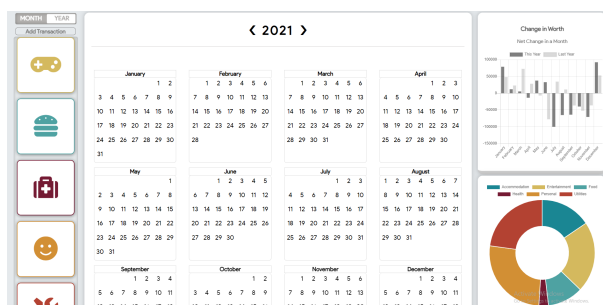 MONTH YEAR
Add Transaction
2021
January
1 2
3 4 5 6 7 8 9
10 11 12 13 14 15 16
17 18 19 20 21 22 23
24 25 26 27 28 29 30
31
February
1 2 3 4 5 6
7 8 9 10 11 12 13
14 15 16 17 18 19 20
21 22 23 24 25 26 27
28
March
1 2 3 4 5 6
7 8 9 10 11 12 13
14 15 16 17 18 19 20
21 22 23 24 25 26 27
28 29 30 31
April
1 2 3
4 5 6 7 8 9 10
11 12 13 14 15 16 17
18 19 20 21 22 23 24
25 26 27 28 29 30
May
1
2 3 4 5 6 7 8
9 10 11 12 13 14 15
16 17 18 19 20 21 22
23 24 25 26 27 28 29
30 31
June
1 2 3 4 5
6 7 8 9 10 11 12
13 14 15 16 17 18 19
20 21 22 23 24 25 26
27 28 29 30
July
1 2 3
4 5 6 7 8 9 10
11 12 13 14 15 16 17
18 19 20 21 22 23 24
25 26 27 28 29 30 31
August
1 2 3 4 5 6 7
8 9 10 11 12 13 14
15 16 17 18 19 20 21
22 23 24 25 26 27 28
29 30 31
September
1 2 3 4
October
1 2
November
1 2 3 4 5 6
December
1 2 3 4
Change in Worth
Net Change in a Month
This Year Last Year
100000
50000
0
-50000
-100000
-150000
January February March April May June July August September October November December
Accommodation Entertainment Food
Health Personal Utilities